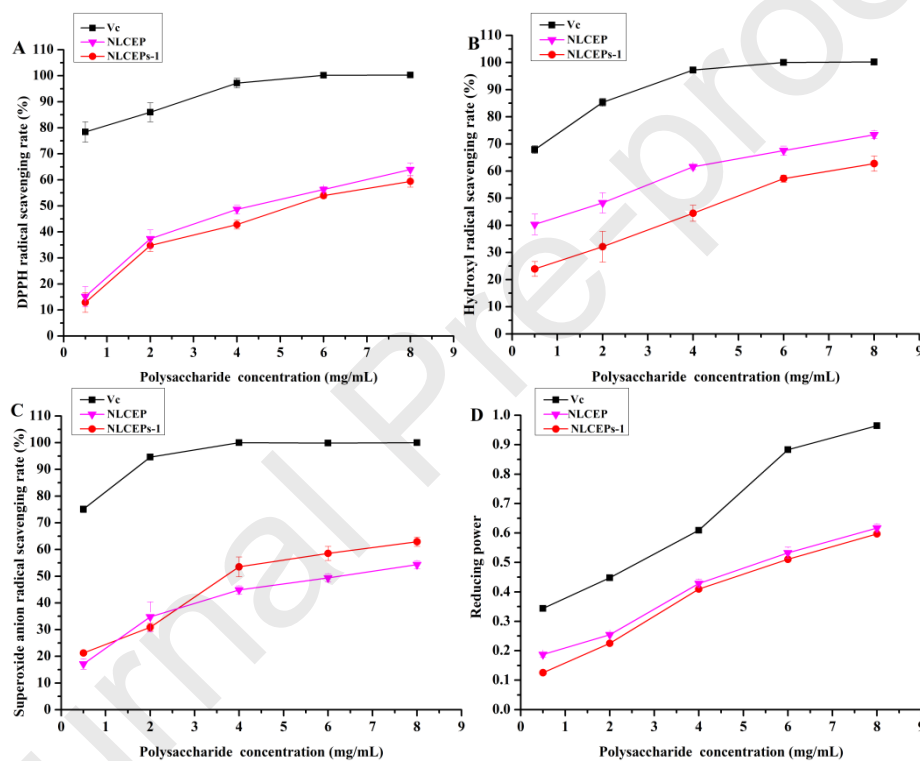 A
Vc
NLCEP
NLCEPs-1
DPPH radical scavenging rate (%)
110
100
90
80
70
60
50
40
30
20
10
0
0 1 2 3 4 5 6 7 8 9
Polysaccharide concentration (mg/mL)
B
Vc
NLCEP
NLCEPs-1
Hydroxyl radical scavenging rate (%)
110
100
90
80
70
60
50
40
30
20
10
0
0 1 2 3 4 5 6 7 8 9
Polysaccharide concentration (mg/mL)
C
Vc
NLCEP
NLCEPs-1
Superoxide anion radical scavenging rate (%)
110
100
90
80
70
60
50
40
30
20
10
0
0 1 2 3 4 5 6 7 8 9
Polysaccharide concentration (mg/mL)
D
Vc
NLCEP
NLCEPs-1
Reducing power
1.0
0.9
0.8
0.7
0.6
0.5
0.4
0.3
0.2
0.1
0.0
0 1 2 3 4 5 6 7 8 9
Polysaccharide concentration (mg/mL)
rnal Pre-proo